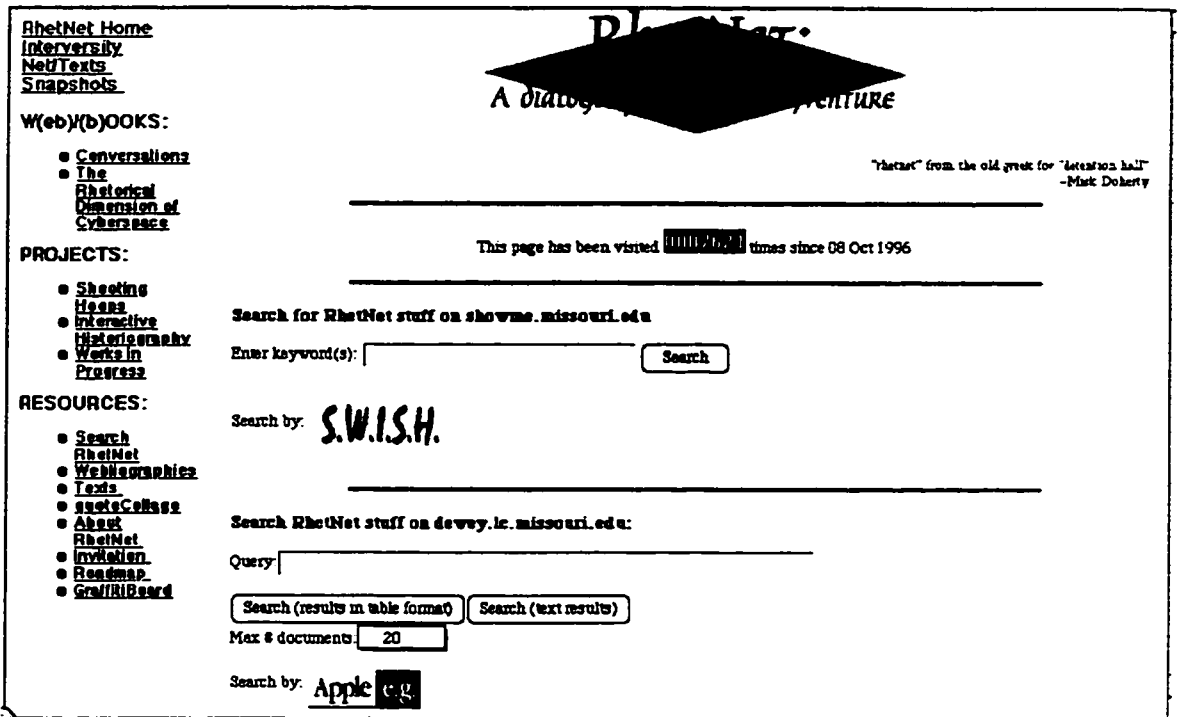 RhetNet Home
Interversity
Net/Texts
Snapshots
W(eb)/(b)OOKS:
Conversations
The
Rhetorical
Dimension of
Cyberspace
PROJECTS:
Shooting
Hoops
Interactive
Historiography
Works in
Progress
RESOURCES:
Search
RhetNet
Webliographies
Texts
quoteCollage
About
RhetNet
Invitation
Roadmap
GraffitiBoard
A
"rhetnet" from the old greek for "detention hall"
-Mick Doherty
This page has been visited times since 08 Oct 1996
Search for RhetNet stuff on showme.missouri.edu
Enter keyword(s):
Search
Search by: S.W.I.S.H.
Search RhetNet stuff on dewey.lc.missouri.edu:
Query:
Search (results in table format) Search (text results)
Max # documents: 20
Search by: Apple e.g.